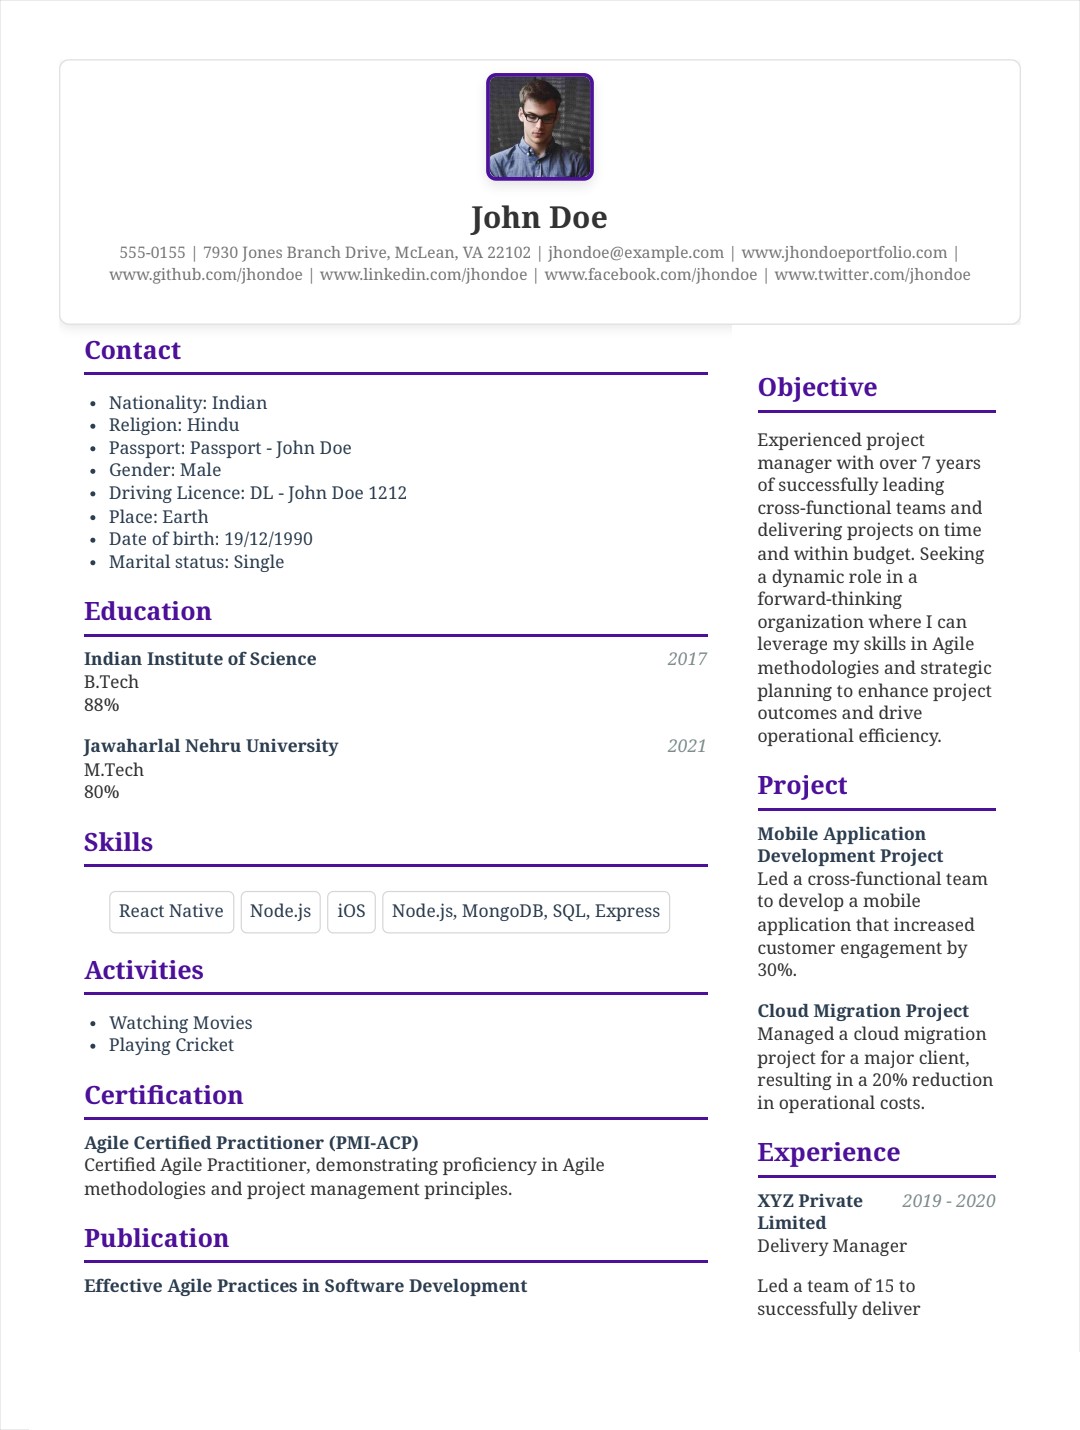 John Doe
555-0155 | 7930 Jones Branch Drive, McLean, VA 22102 | jhondoe@example.com | www.jhondoeportfolio.com |
www.github.com/jhondoe | www.linkedin.com/jhondoe | www.facebook.com/jhondoe | www.twitter.com/jhondoe
Contact
• Nationality: Indian
• Religion: Hindu
• Passport: Passport - John Doe
• Gender: Male
• Driving Licence: DL - John Doe 1212
• Place: Earth
• Date of birth: 19/12/1990
• Marital status: Single
Education
Indian Institute of Science 2017
B.Tech
88%
Jawaharlal Nehru University 2021
M.Tech
80%
Skills
React Native Node.js iOS Node.js, MongoDB, SQL, Express
Activities
• Watching Movies
• Playing Cricket
Certification
Agile Certified Practitioner (PMI-ACP)
Certified Agile Practitioner, demonstrating proficiency in Agile
methodologies and project management principles.
Publication
Effective Agile Practices in Software Development
Objective
Experienced project
manager with over 7 years
of successfully leading
cross-functional teams and
delivering projects on time
and within budget. Seeking
a dynamic role in a
forward-thinking
organization where I can
leverage my skills in Agile
methodologies and strategic
planning to enhance project
outcomes and drive
operational efficiency.
Project
Mobile Application
Development Project
Led a cross-functional team
to develop a mobile
application that increased
customer engagement by
30%.
Cloud Migration Project
Managed a cloud migration
project for a major client,
resulting in a 20% reduction
in operational costs.
Experience
XYZ Private 2019 - 2020
Limited
Delivery Manager
Led a team of 15 to
successfully deliver